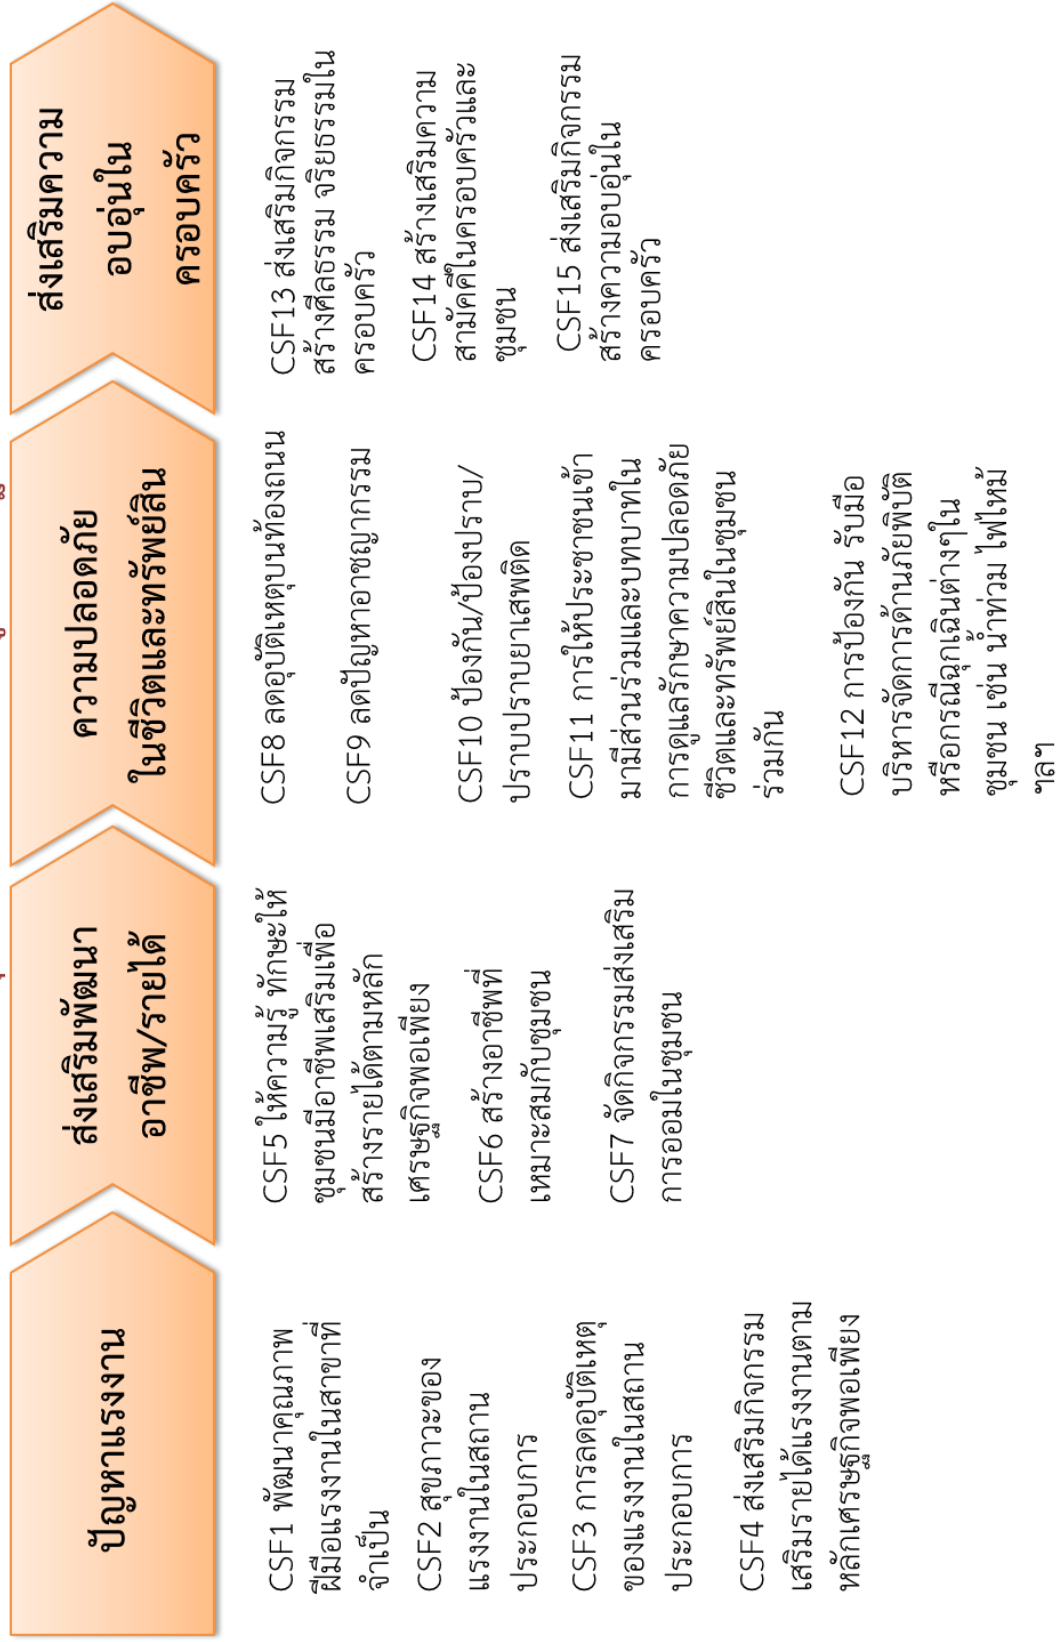 ปัญหาแรงงาน
CSF1 พัฒนาคุณภาพ
ฝีมือแรงงานในสาขาที่
จำเป็น
CSF2 สุขภาวะของ
แรงงานในสถาน
ประกอบการ
CSF3 การลดอุบัติเหตุ
ของแรงงานในสถาน
ประกอบการ
CSF4 ส่งเสริมกิจกรรม
เสริมรายได้แรงงานตาม
หลักเศรษฐกิจพอเพียง
ส่งเสริมพัฒนา
อาชีพ/รายได้
CSF5 ให้ความรู้ ทักษะให้
ชุมชนมีอาชีพเสริมเพื่อ
สร้างรายได้ตามหลัก
เศรษฐกิจพอเพียง
CSF6 สร้างอาชีพที่
เหมาะสมกับชุมชน
CSF7 จัดกิจกรรมส่งเสริม
การออมในชุมชน
ความปลอดภัย
ในชีวิตและทรัพย์สิน
CSF8 ลดอุบัติเหตุบนท้องถนน
CSF9 ลดปัญหาอาชญากรรม
CSF10 ป้องกัน/ป้องปราบ/
ปราบปราบยาเสพติด
CSF11 การให้ประชาชนเข้า
มามีส่วนร่วมและบทบาทใน
การดูแลรักษาความปลอดภัย
ชีวิตและทรัพย์สินในชุมชน
ร่วมกัน
CSF12 การป้องกัน รับมือ
บริหารจัดการด้านภัยพิบัติ
หรือกรณีฉุกเฉินต่างๆใน
ชุมชน เช่น น้ำท่วม ไฟไหม้
ฯลฯ
ส่งเสริมความ
อบอุ่นใน
ครอบครัว
CSF13 ส่งเสริมกิจกรรม
สร้างศีลธรรม จริยธรรมใน
ครอบครัว
CSF14 สร้างเสริมความ
สามัคคีในครอบครัวและ
ชุมชน
CSF15 ส่งเสริมกิจกรรม
สร้างความอบอุ่นใน
ครอบครัว